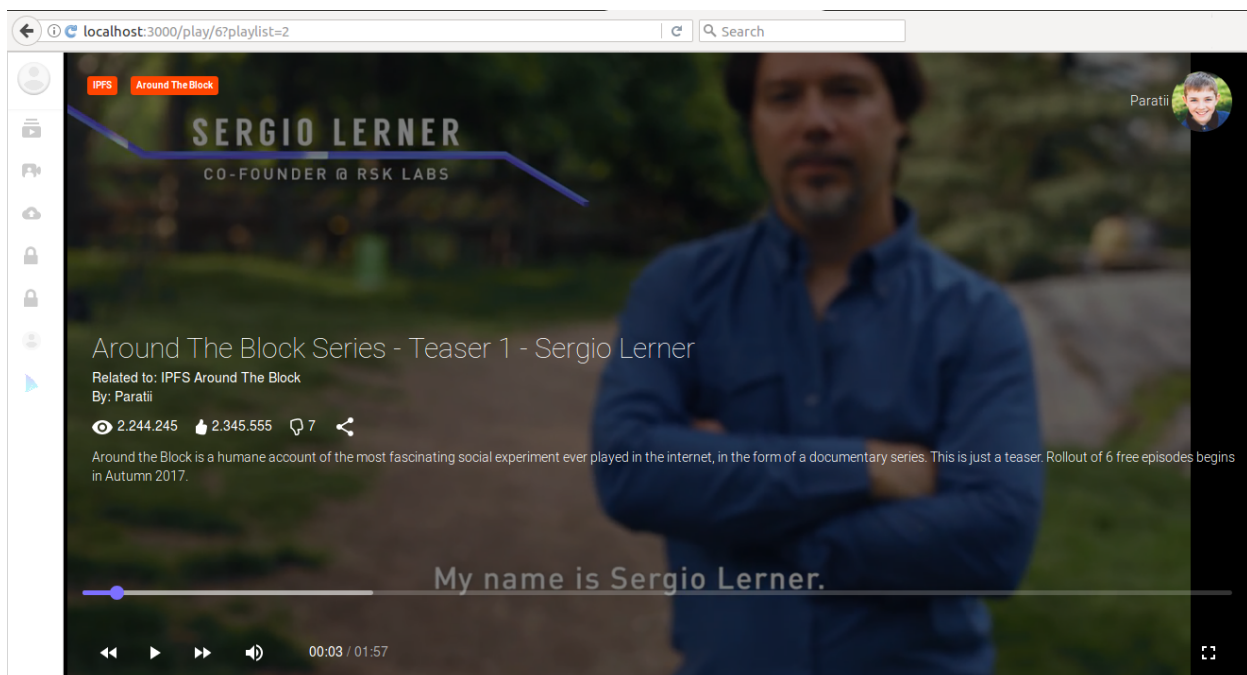 localhost:3000/play/6?playlist=2
Search
IPFS
Around The Block
Paratii
SERGIO LERNER
CO-FOUNDER @ RSK LABS
Around The Block Series - Teaser 1 - Sergio Lerner
Related to: IPFS Around The Block
By: Paratii
2.244.245 2.345.555 7
Around the Block is a humane account of the most fascinating social experiment ever played in the internet, in the form of a documentary series. This is just a teaser. Rollout of 6 free episodes begins
in Autumn 2017.
My name is Sergio Lerner.
00:03 / 01:57